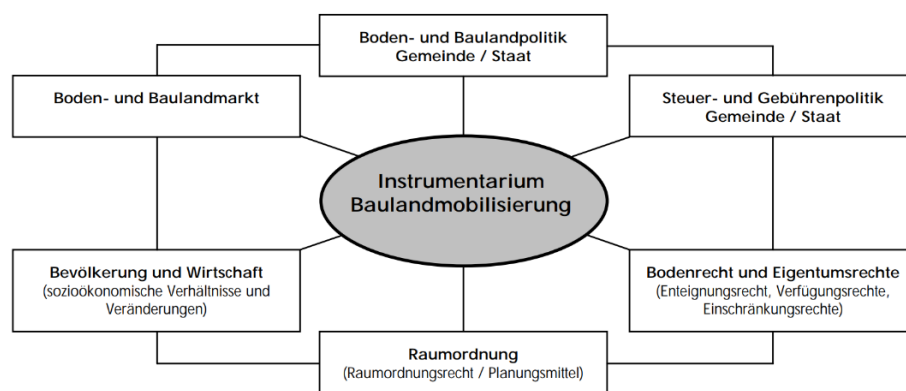 Boden- und Baulandpolitik
Gemeinde / Staat
Boden- und Baulandmarkt
Steuer- und Gebührenpolitik
Gemeinde / Staat
Instrumentarium
Baulandmobilisierung
Bevölkerung und Wirtschaft
(sozioökonomische Verhältnisse und
Veränderungen)
Bodenrecht und Eigentumsrechte
(Enteignungsrecht, Verfügungsrechte,
Einschränkungsrechte)
Raumordnung
(Raumordnungsrecht / Planungsmittel)